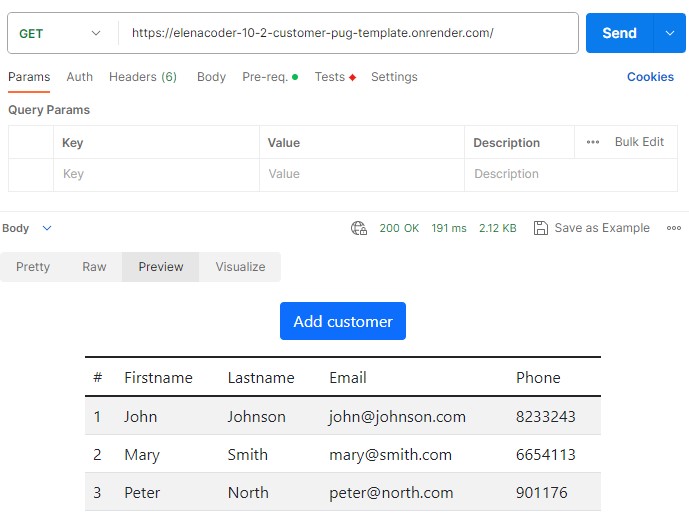 GET https://elenacoder-10-2-customer-pug-template.onrender.com/ Send
Params Auth Headers (6) Body Pre-req. Tests Settings Cookies
Query Params
Key Value Description ••• Bulk Edit
Key Value Description
Body 200 OK 191 ms 2.12 KB Save as Example
Pretty Raw Preview Visualize
Add customer
# Firstname Lastname Email Phone
1 John Johnson john@johnson.com 8233243
2 Mary Smith mary@smith.com 6654113
3 Peter North peter@north.com 901176